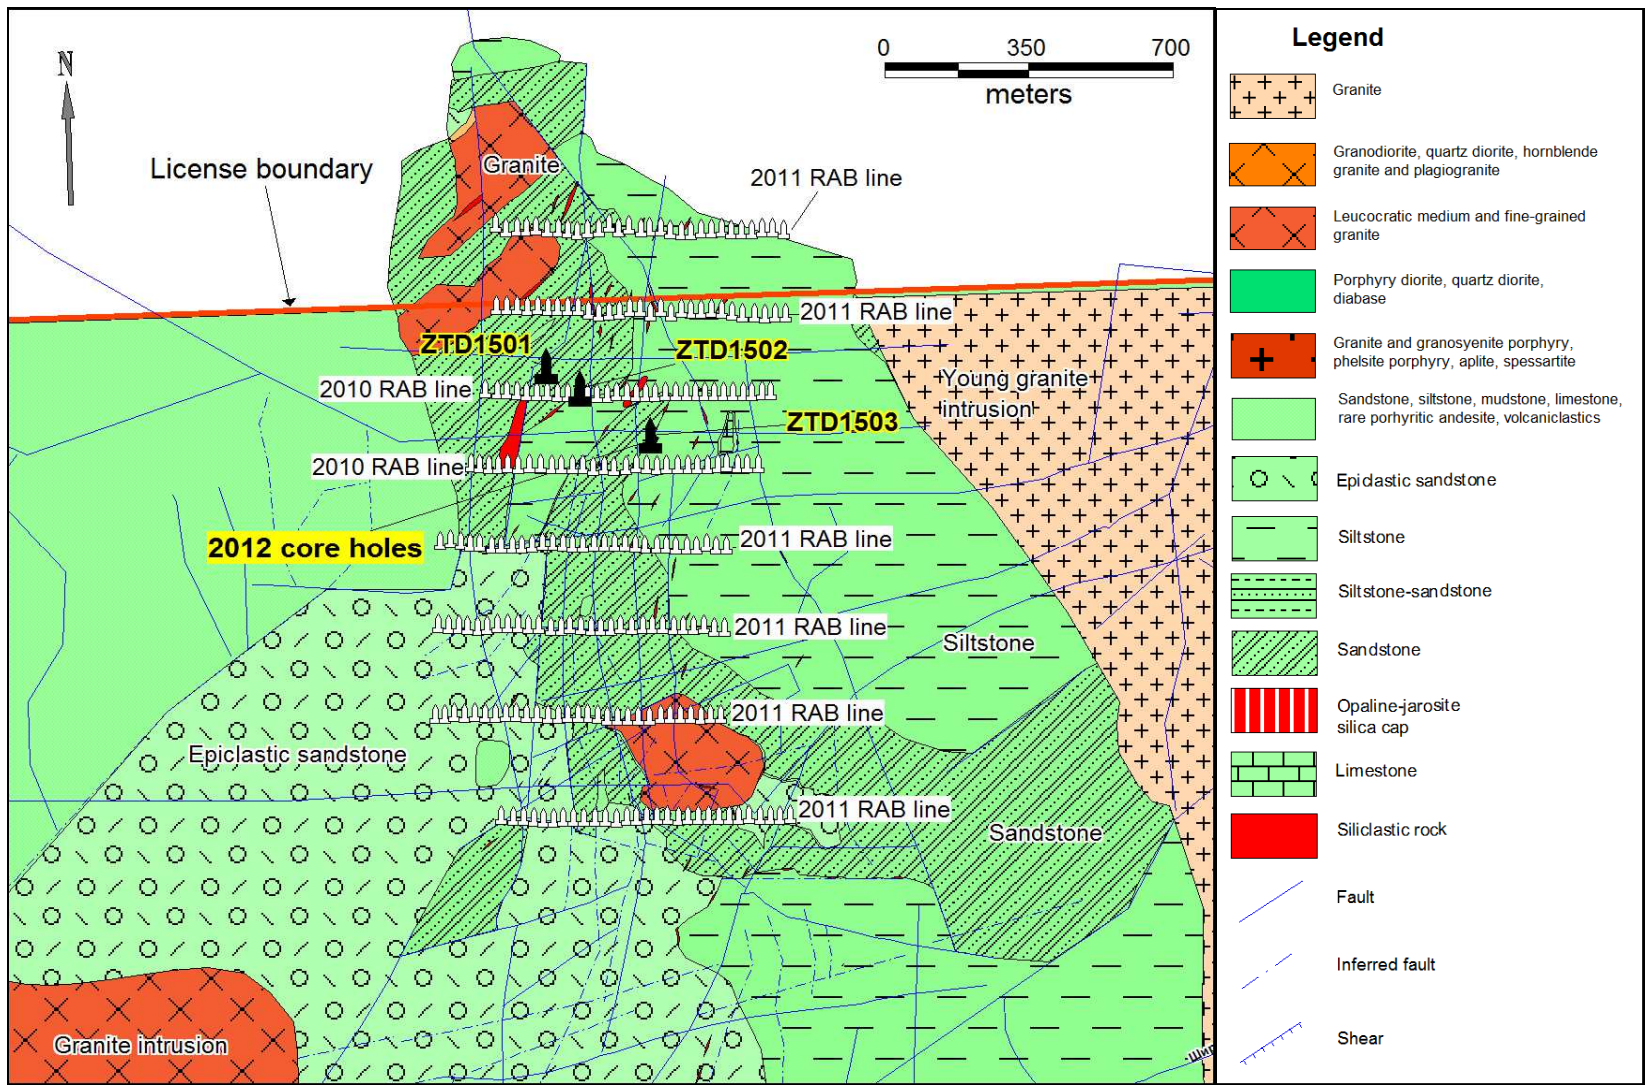 N
0 350 700
meters
License boundary
Granite
2011 RAB line
2011 RAB line
ZTD1501
ZTD1502
2010 RAB line
Young granite
intrusion
ZTD1503
2010 RAB line
2012 core holes
2011 RAB line
2011 RAB line
Siltstone
2011 RAB line
Epiclastic sandstone
2011 RAB line
Sandstone
Granite intrusion
Legend
Granite
Granodiorite, quartz diorite, hornblende
granite and plagiogranite
Leucocratic medium and fine-grained
granite
Porphyry diorite, quartz diorite,
diabase
Granite and granosyenite porphyry,
phelsite porphyry, aplite, spessartite
Sandstone, siltstone, mudstone, limestone,
rare porhyritic andesite, volcaniclastics
Epiclastic sandstone
Siltstone
Siltstone-sandstone
Sandstone
Opaline-jarosite
silica cap
Limestone
Siliclastic rock
Fault
Inferred fault
Shear